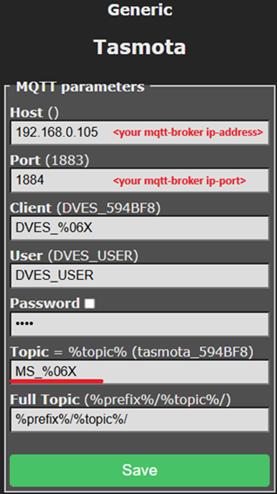 Generic
Tasmota
MQTT parameters
Host ()
192.168.0.105 <your mqtt-broker ip-address>
Port (1883)
1884 <your mqtt-broker ip-port>
Client (DVES_594BF8)
DVES_%06X
User (DVES_USER)
DVES_USER
Password
••••
Topic = %topic% (tasmota_594BF8)
MS_%06X
Full Topic (%prefix%/%topic%/)
%prefix%/%topic%/
Save